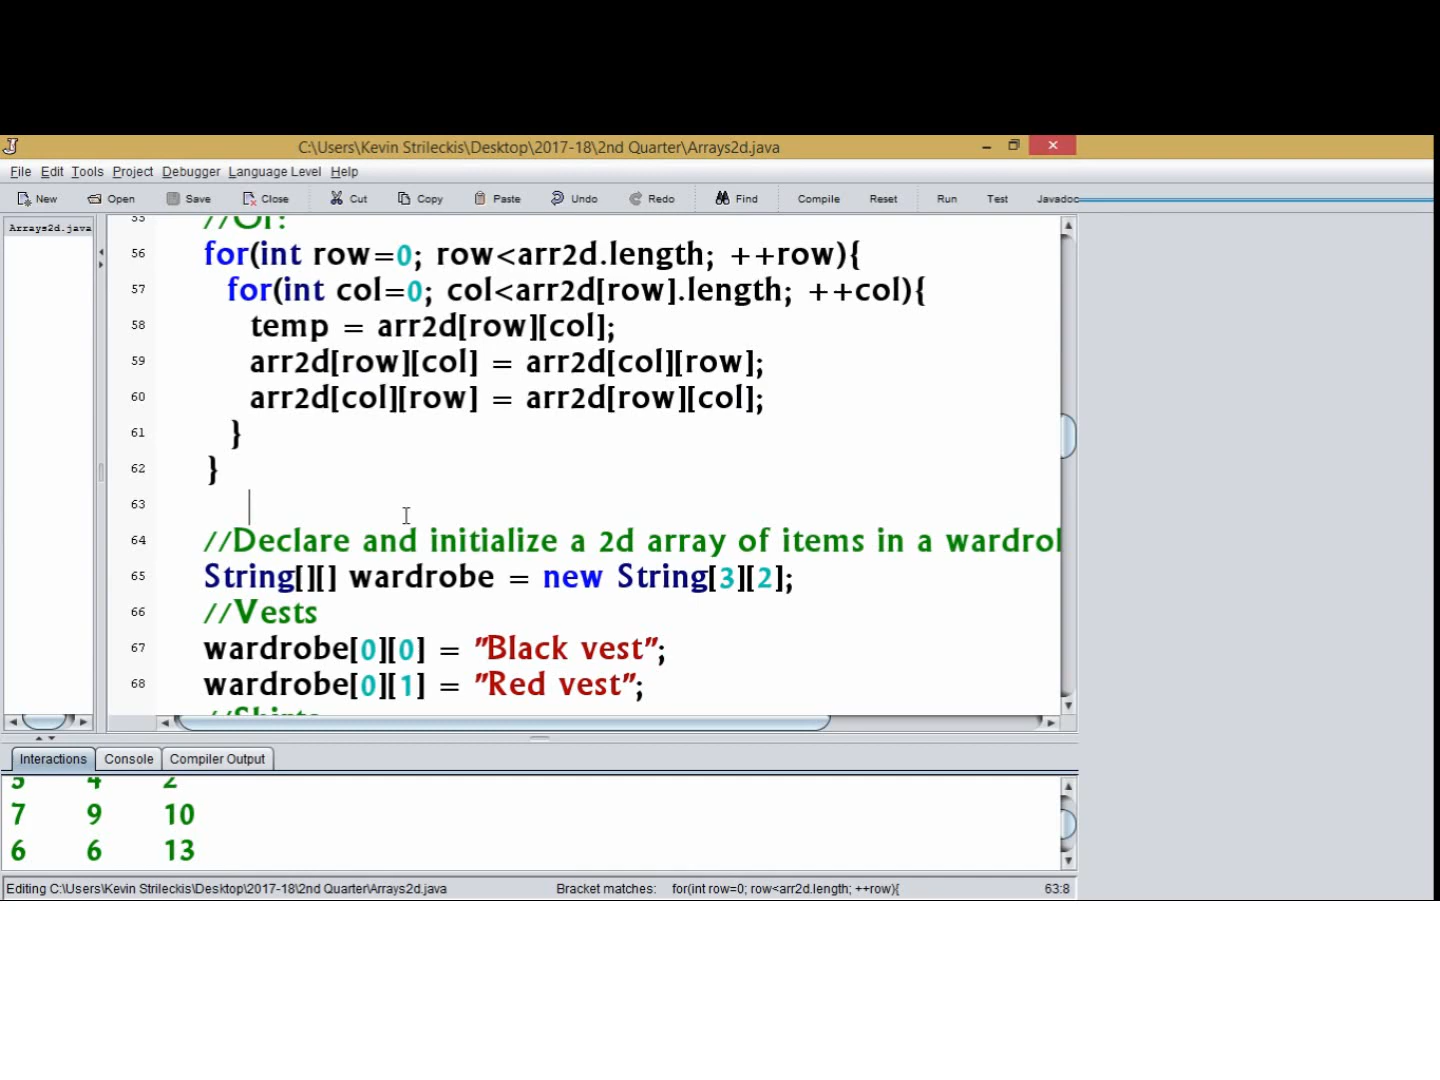 C:\Users\Kevin Strileckis\Desktop\2017-18\2nd Quarter\Arrays2d.java
File Edit Tools Project Debugger Language Level Help
New Open Save Close Cut Copy Paste Undo Redo Find Compile Reset Run Test Javadoc
Arrays2d.java
55 //Or:
56 for(int row=0; row<arr2d.length; ++row){
57 for(int col=0; col<arr2d[row].length; ++col){
58 temp = arr2d[row][col];
59 arr2d[row][col] = arr2d[col][row];
60 arr2d[col][row] = arr2d[row][col];
61 }
62 }
63
64 //Declare and initialize a 2d array of items in a wardrol
65 String[][] wardrobe = new String[3][2];
66 //Vests
67 wardrobe[0][0] = "Black vest";
68 wardrobe[0][1] = "Red vest";
//Shirts
Interactions Console Compiler Output
5 4 2
7 9 10
6 6 13
Editing C:\Users\Kevin Strileckis\Desktop\2017-18\2nd Quarter\Arrays2d.java Bracket matches: for(int row=0; row<arr2d.length; ++row){ 63:8